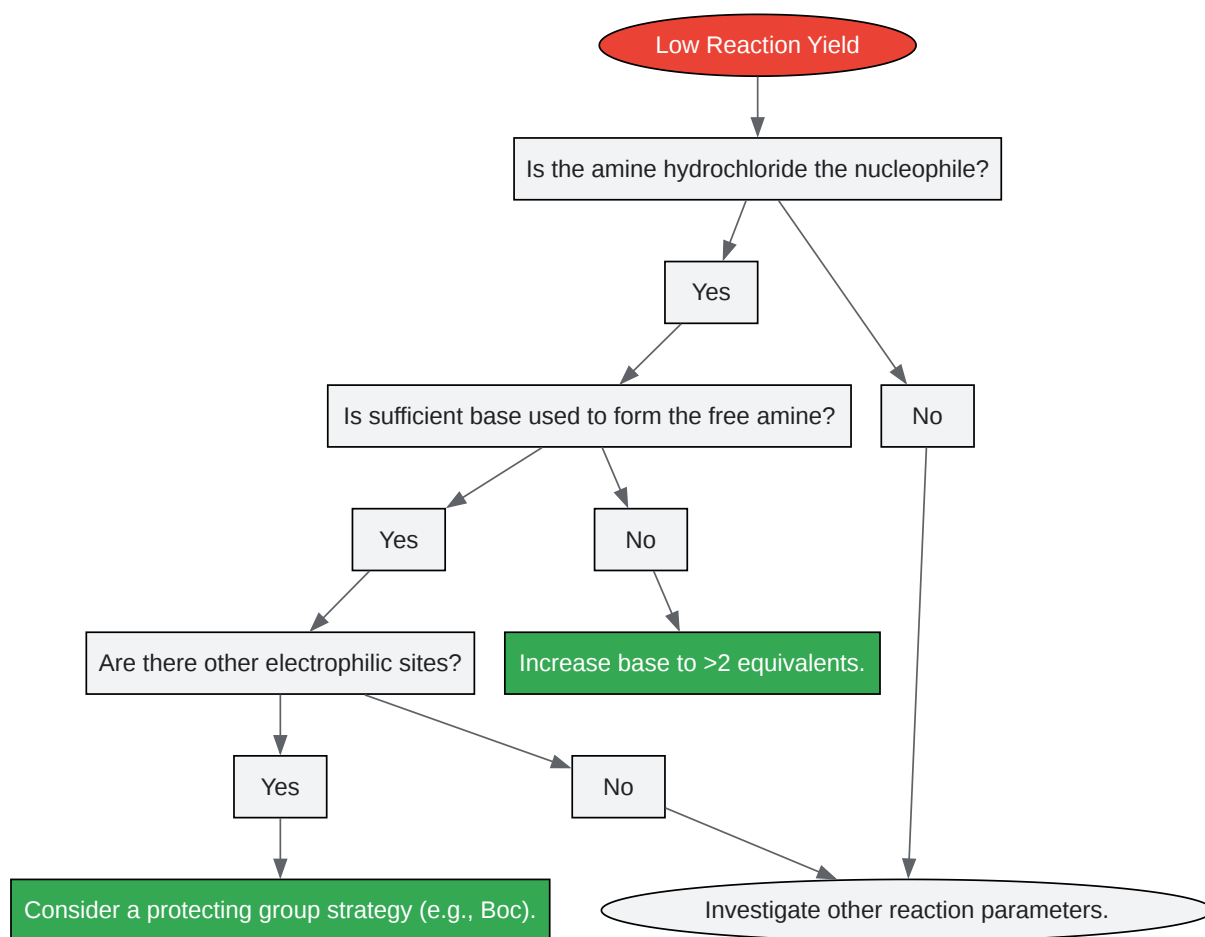 Low Reaction Yield
Is the amine hydrochloride the nucleophile?
Yes
Is sufficient base used to form the free amine?
No
Yes
No
Are there other electrophilic sites?
Increase base to >2 equivalents.
Yes
No
Consider a protecting group strategy (e.g., Boc).
Investigate other reaction parameters.